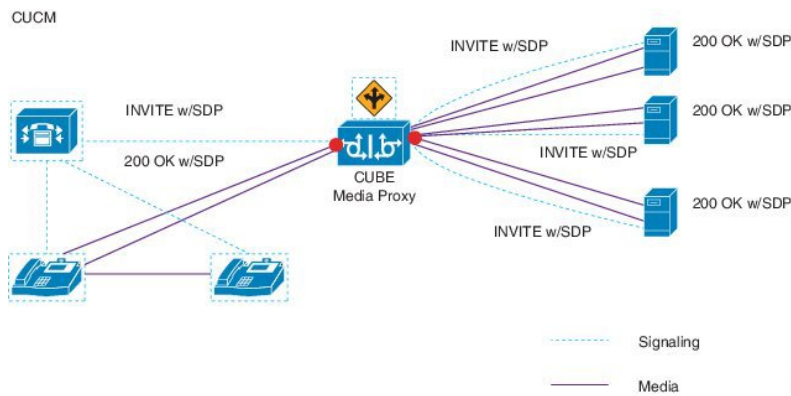 CUCM
INVITE w/SDP
200 OK w/SDP
INVITE w/SDP
200 OK w/SDP
200 OK w/SDP
INVITE w/SDP
CUBE
Media Proxy
200 OK w/SDP
INVITE w/SDP
Signaling
Media